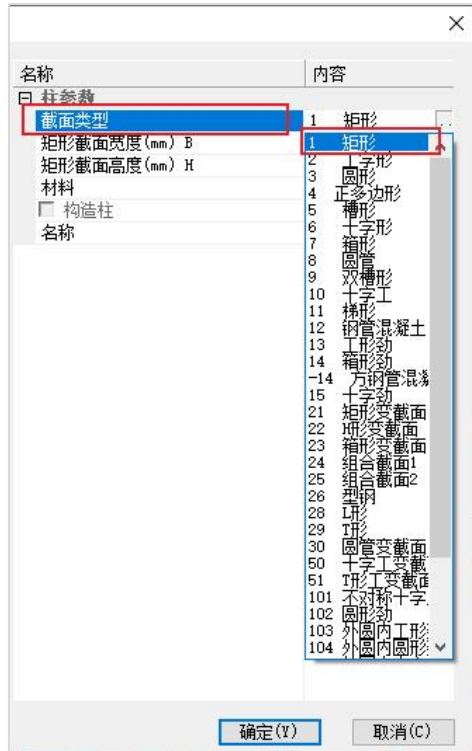 名称 内容
柱参数
截面类型 1 矩形
矩形截面宽度(mm) B
矩形截面高度(mm) H
材料
构造柱
名称
1 矩形
2 工字形
3 圆形
4 正多边形
5 槽形
6 十字形
7 箱形
8 圆管
9 双槽形
10 十字工
11 梯形
12 钢管混凝土
13 工形劲
14 箱形劲
-14 方钢管混凝
15 十字劲
21 矩形变截面
22 H形变截面
23 箱形变截面
24 组合截面1
25 组合截面2
26 型钢
28 L形
29 T形
30 圆管变截面
50 十字工变截
51 T形工变截面
101 不对称十字
102 圆形劲
103 外圆内工形
104 外圆内圆形
确定(Y) 取消(C)